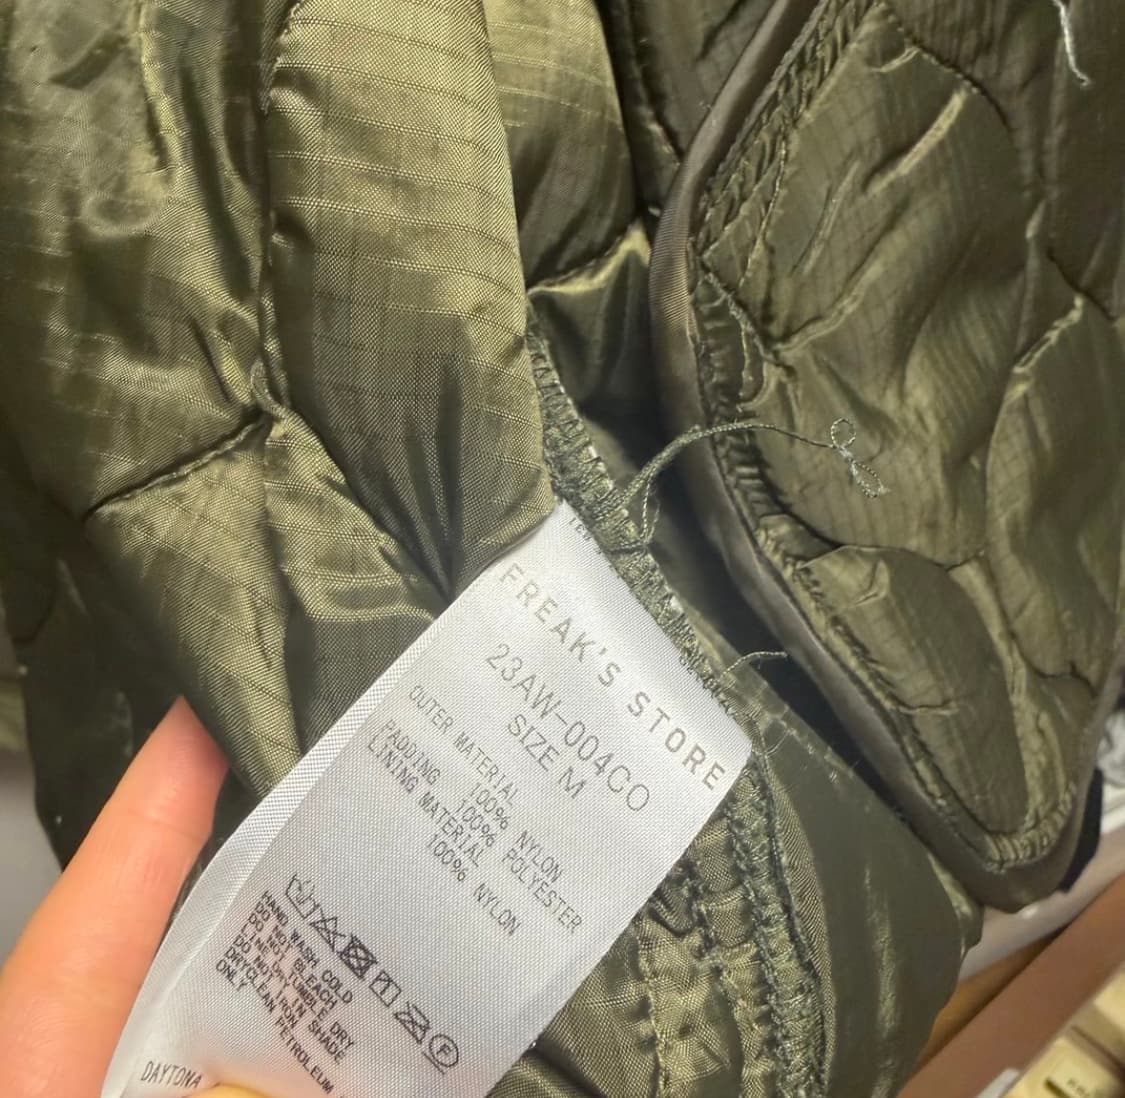 FREAK'S STORE
23AW-004CO
SIZE M
OUTER MATERIAL
100% NYLON
PADDING
100% POLYESTER
LINING MATERIAL
100% NYLON
HAND WASH COLD
DO NOT BLEACH
DO NOT TUMBLE DRY
LINE DRY IN SHADE
DO NOT IRON
DRYCLEAN PETROLEUM
ONLY
DAYTONA